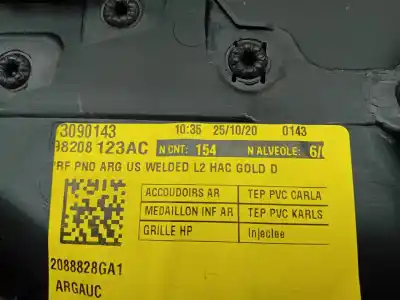 3090143 10:35 25/10/20 0143
98208 123AC N CNT: 154 N ALVEOLE: 6/
RF PNO ARG US WELDED L2 HAC GOLD D
ACCOUDOIRS AR TEP PVC CARLA
MEDAILLON INF AR TEP PVC KARLS
GRILLE HP Injectee
2088828GA1
ARGAUC